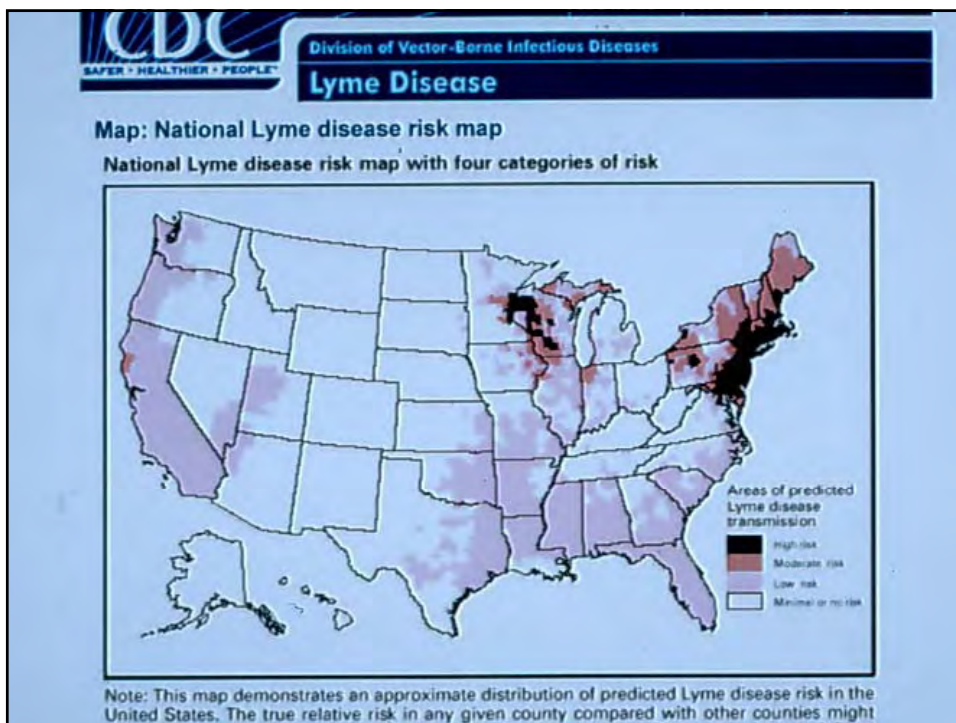 CDC
SAFER • HEALTHIER • PEOPLE™
Division of Vector-Borne Infectious Diseases
Lyme Disease
Map: National Lyme disease risk map
National Lyme disease risk map with four categories of risk
Areas of predicted
Lyme disease
transmission
High risk
Moderate risk
Low risk
Minimal or no risk
Note: This map demonstrates an approximate distribution of predicted Lyme disease risk in the
United States. The true relative risk in any given county compared with other counties might